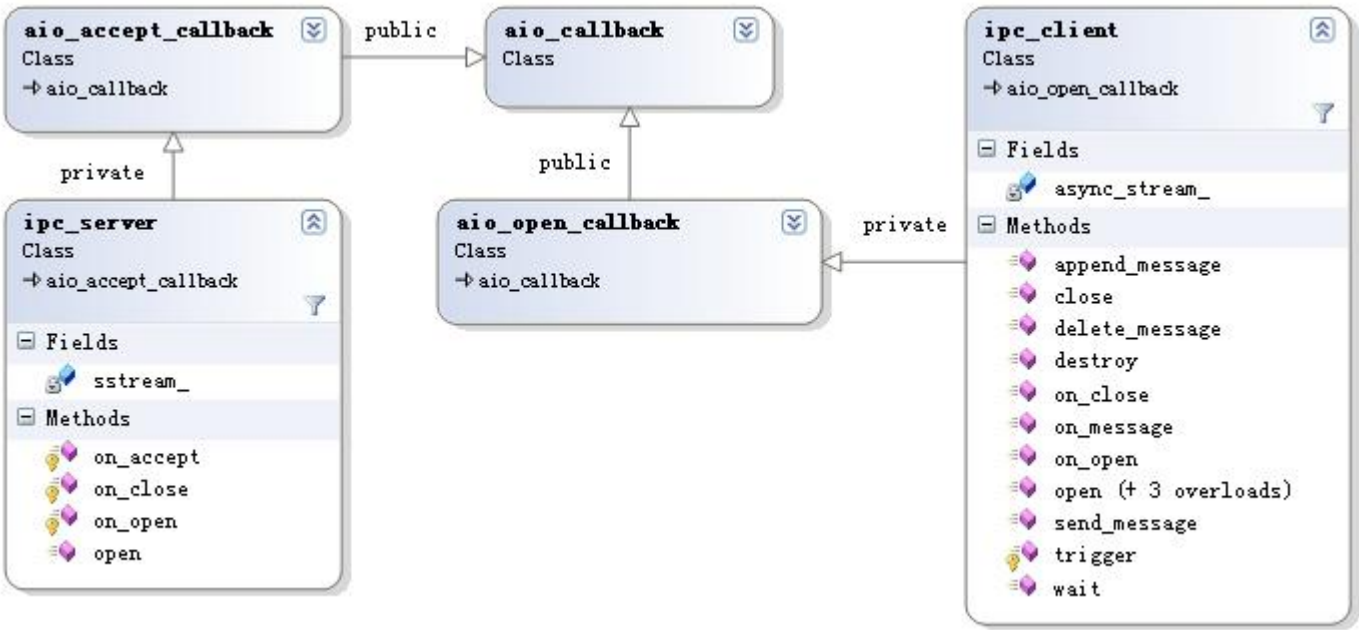 aio_accept_callback
Class
aio_callback
public
aio_callback
Class
private
ipc_server
Class
aio_accept_callback
Fields
sstream_
Methods
on_accept
on_close
on_open
open
public
aio_open_callback
Class
aio_callback
private
ipc_client
Class
aio_open_callback
Fields
async_stream_
Methods
append_message
close
delete_message
destroy
on_close
on_message
on_open
open (+ 3 overloads)
send_message
trigger
wait